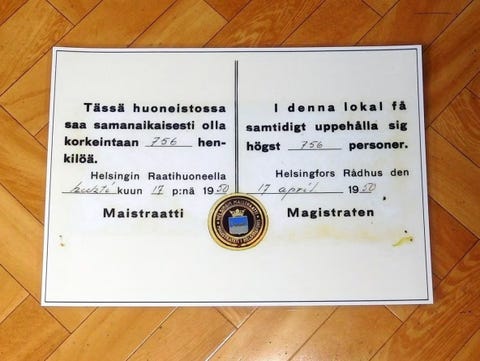 Tässä huoneistossa
saa samanaikaisesti olla
korkeintaan 756 hen-
kilöä.
Helsingin Raatihuoneella
huhti kuun 17 p:nä 1950
Maistraatti
I denna lokal få
samtidigt uppehålla sig
högst 756 personer.
Helsingfors Rådhus den
17 april 1950
Magistraten